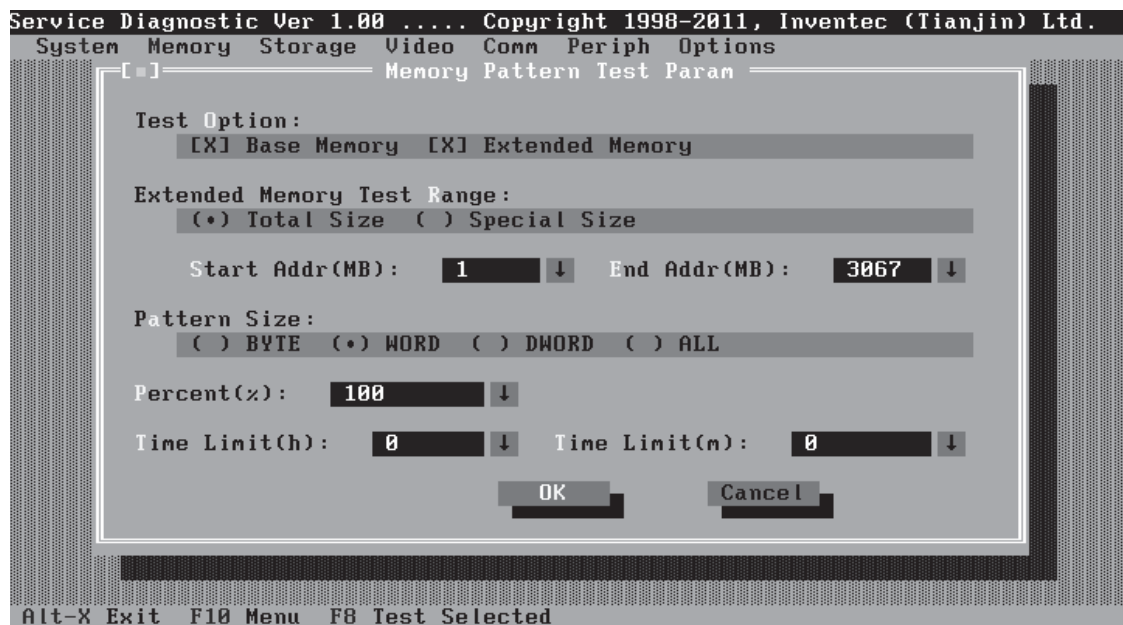 Service Diagnostic Ver 1.00 ..... Copyright 1998-2011, Inventec (Tianjin) Ltd.
System Memory Storage Video Comm Periph Options
[■] Memory Pattern Test Param
Test Option:
[X] Base Memory [X] Extended Memory
Extended Memory Test Range:
(•) Total Size ( ) Special Size
Start Addr(MB): 1 ↓ End Addr(MB): 3067 ↓
Pattern Size:
( ) BYTE (•) WORD ( ) DWORD ( ) ALL
Percent(%): 100 ↓
Time Limit(h): 0 ↓ Time Limit(m): 0 ↓
OK Cancel
Alt-X Exit F10 Menu F8 Test Selected